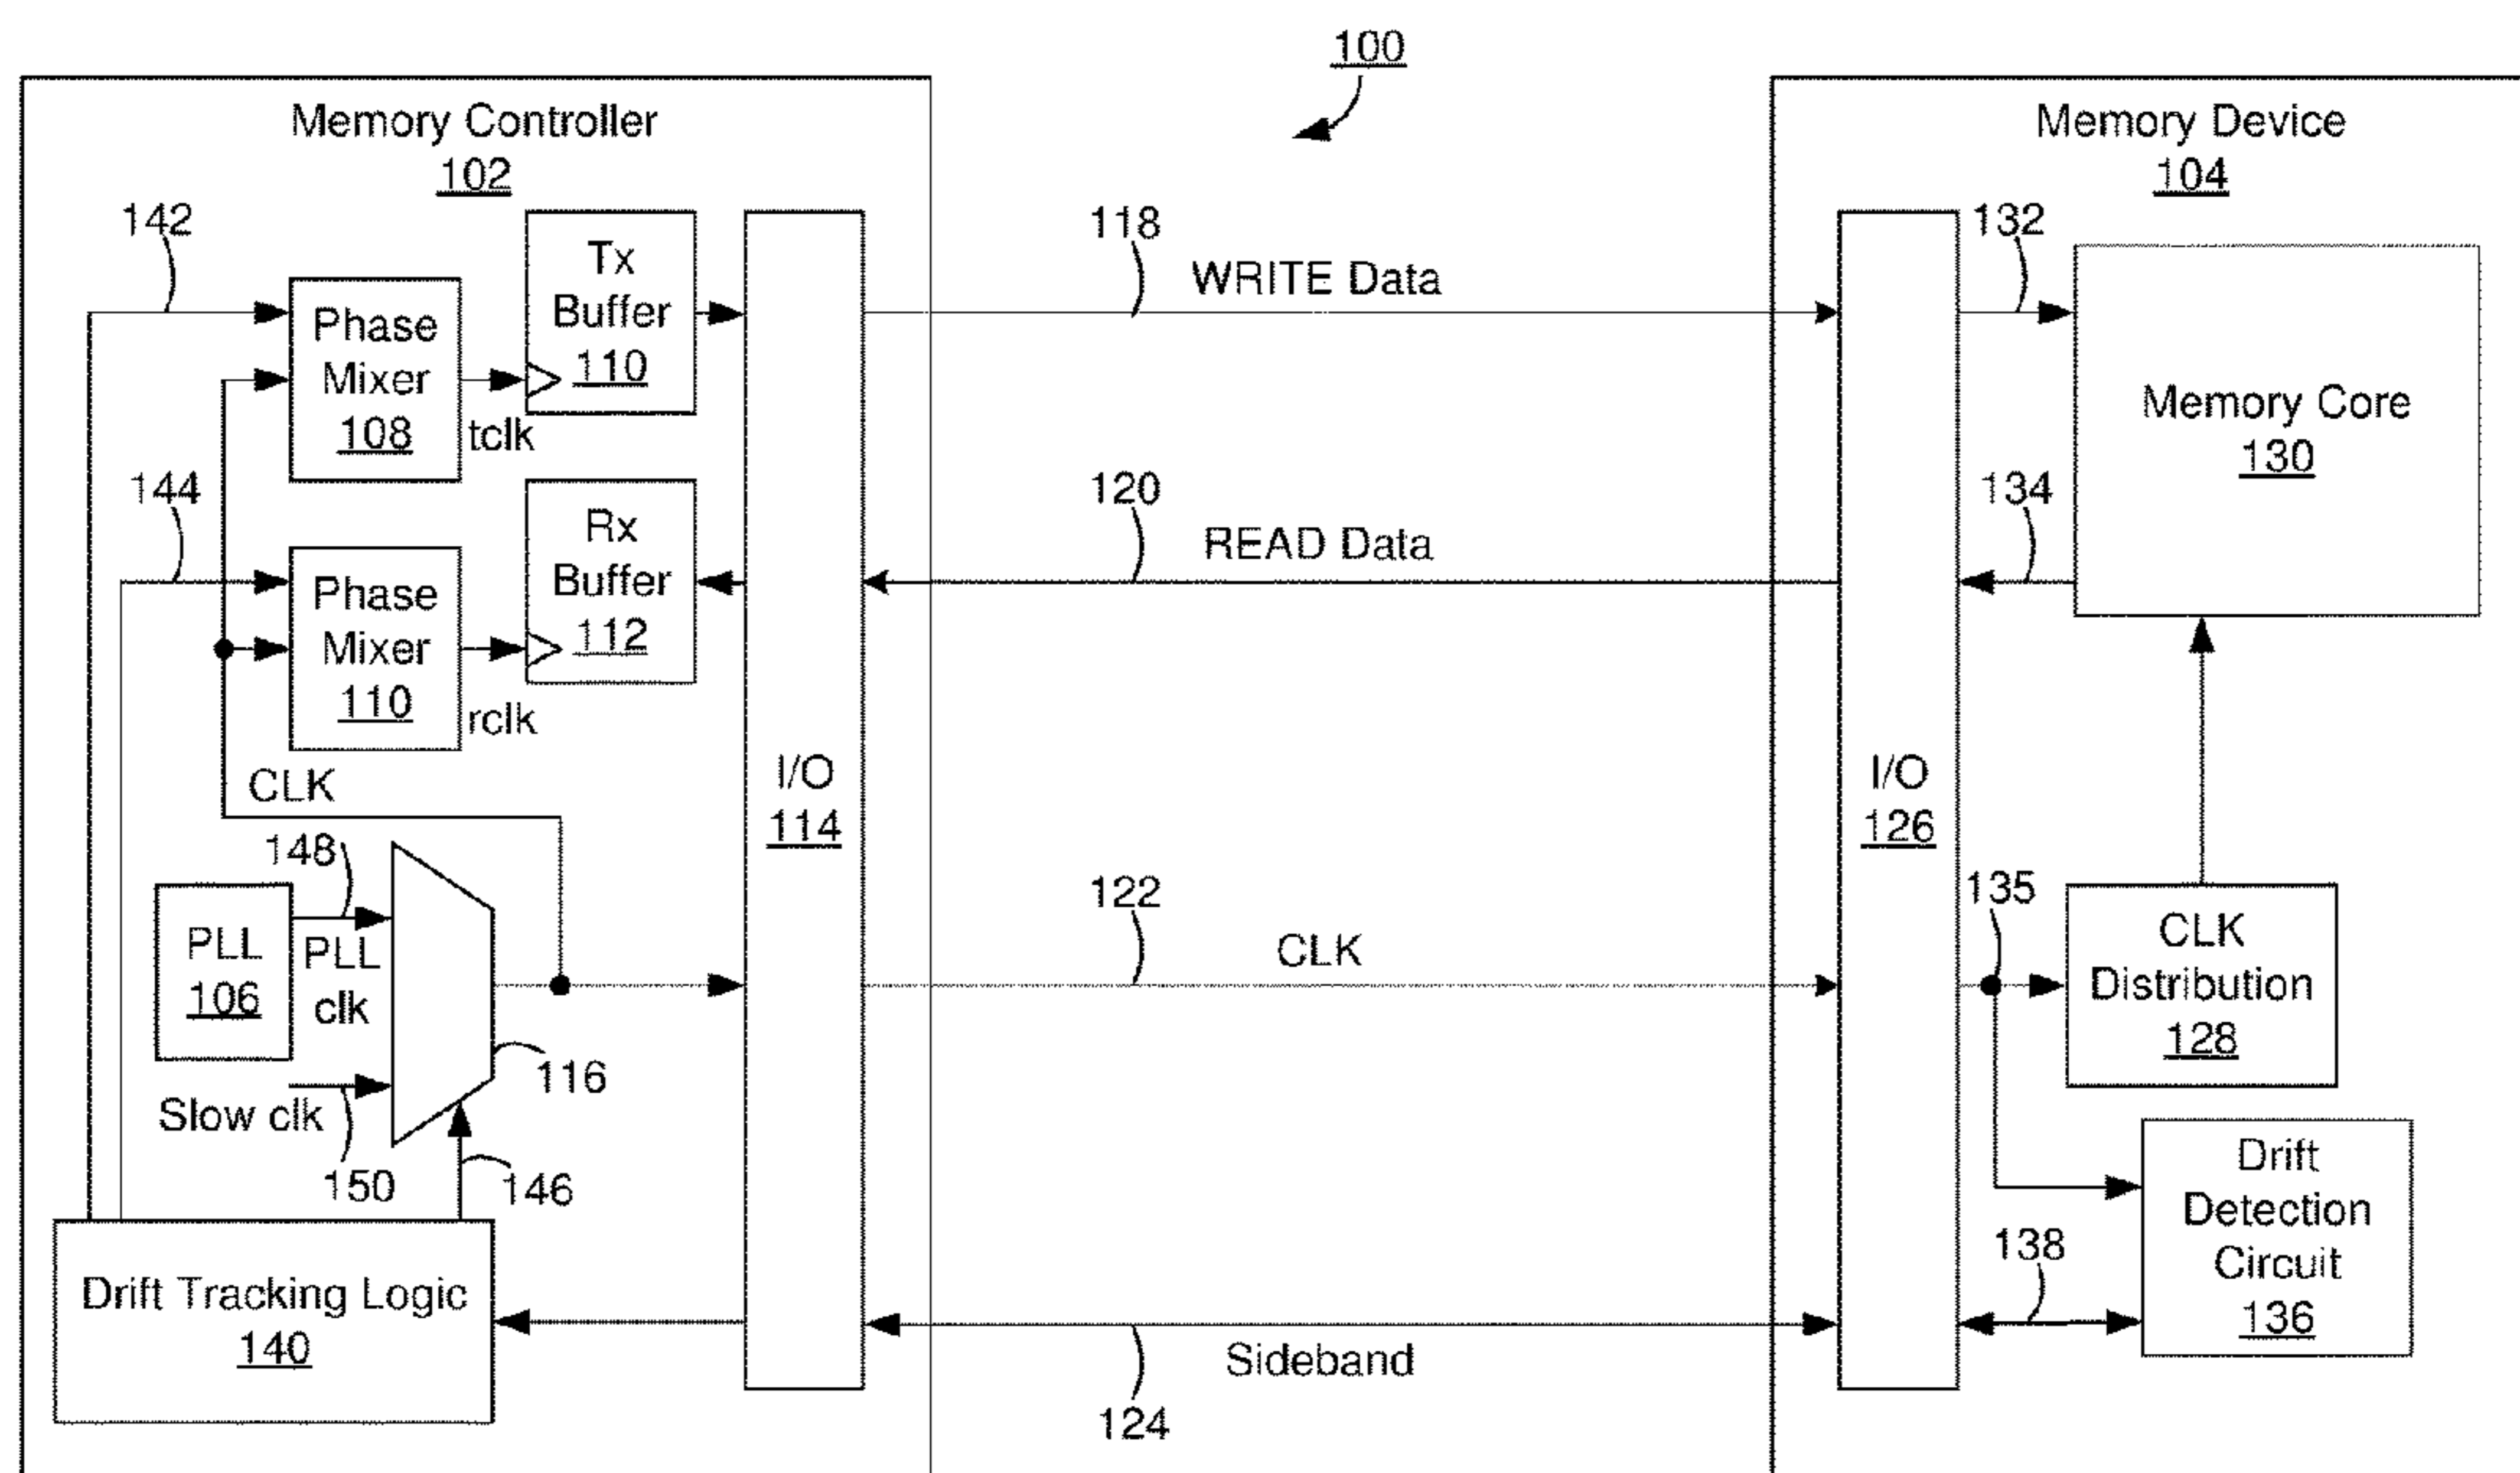 100
Memory Controller
102
Memory Device
104
142
Tx
Buffer
110
Phase
Mixer
108
tclk
118
WRITE Data
132
Memory Core
130
144
Rx
Buffer
112
Phase
Mixer
110
rclk
120
READ Data
134
CLK
I/O
114
I/O
126
148
PLL
106
PLL
clk
Slow clk
150
116
146
122
CLK
135
CLK
Distribution
128
Drift
Detection
Circuit
136
138
Drift Tracking Logic
140
Sideband
124